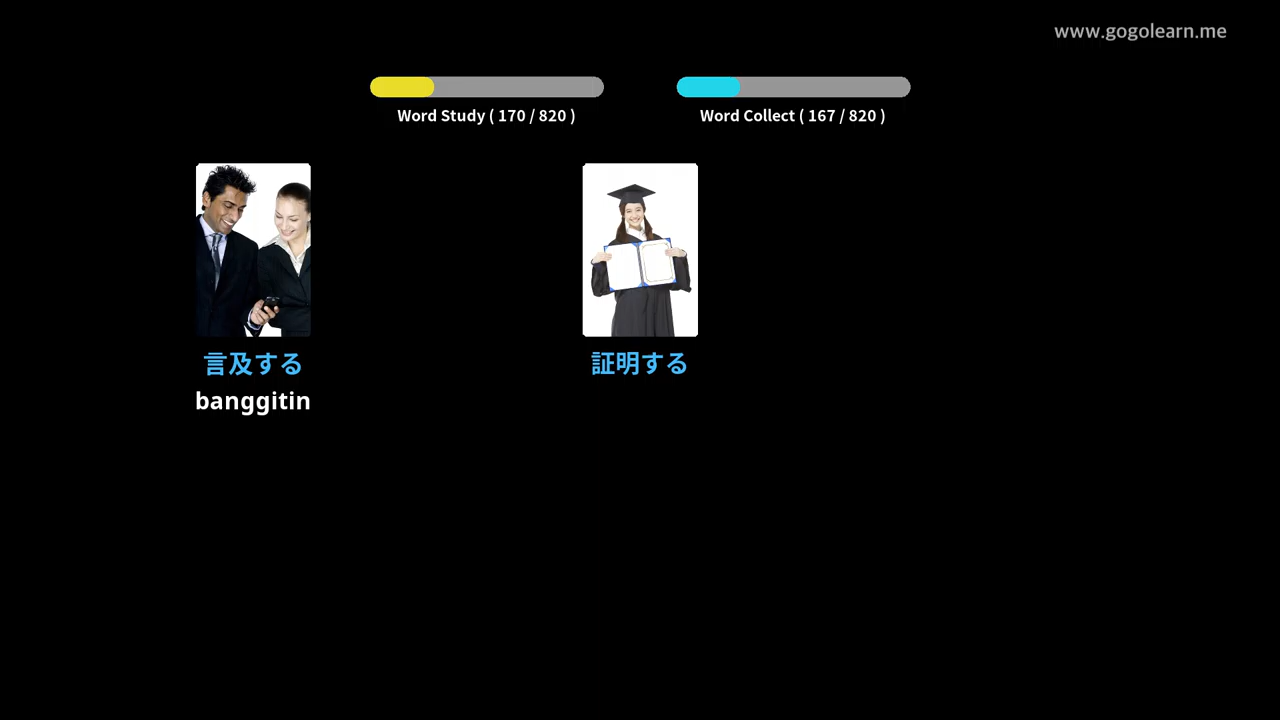 www.gogolearn.me
Word Study ( 170 / 820 )
Word Collect ( 167 / 820 )
言及する
証明する
banggitin